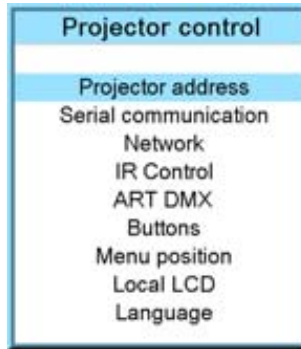 Projector control
Projector address
Serial communication
Network
IR Control
ART DMX
Buttons
Menu position
Local LCD
Language